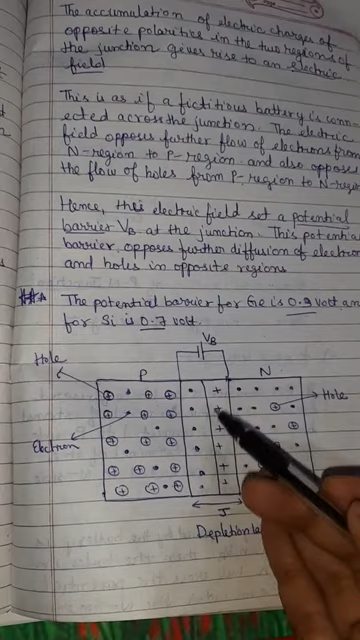 The accumulation of electric charges of
opposite polarities in the two regions of
the junction gives rise to an electric
field
This is as if a fictitious battery is conn-
ected across the junction. The electric
field opposes further flow of electrons from
N-region to P-region and also opposes
the flow of holes from P-region to N-regi
Hence, this electric field set a potential
barrier VB at the junction. This potential
barrier, opposes further diffusion of electron
and holes in opposite regions
The potential barrier for Ge is 0.2 volt, an
for Si is 0.7 volt.
VB
Hole
P
N
Hole
Electron
J
Depletion la